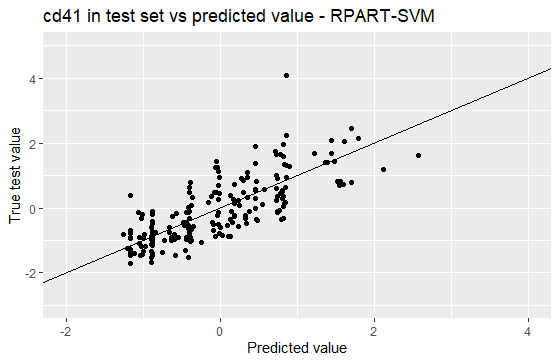 cd41 in test set vs predicted value - RPART-SVM
4
2
0
-2
True test value
-2 0 2 4
Predicted value